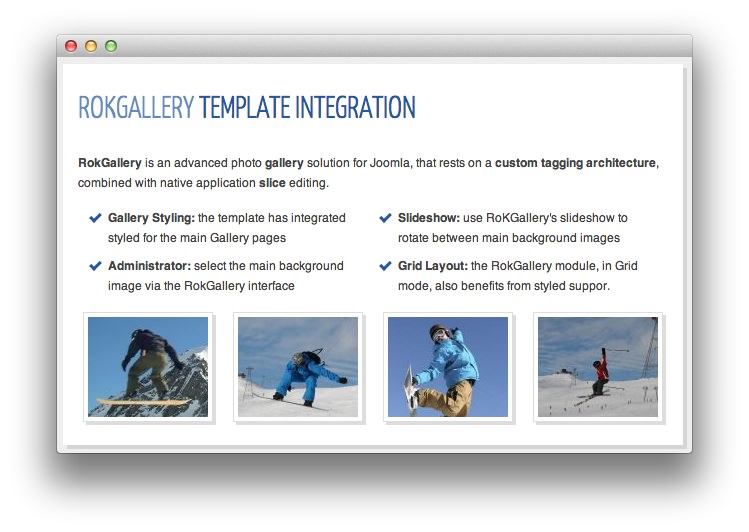 ROKGALLERY TEMPLATE INTEGRATION
RokGallery is an advanced photo gallery solution for Joomla, that rests on a custom tagging architecture,
combined with native application slice editing.
Gallery Styling: the template has integrated
styled for the main Gallery pages
Slideshow: use RoKGallery's slideshow to
rotate between main background images
Administrator: select the main background
image via the RokGallery interface
Grid Layout: the RokGallery module, in Grid
mode, also benefits from styled suppor.